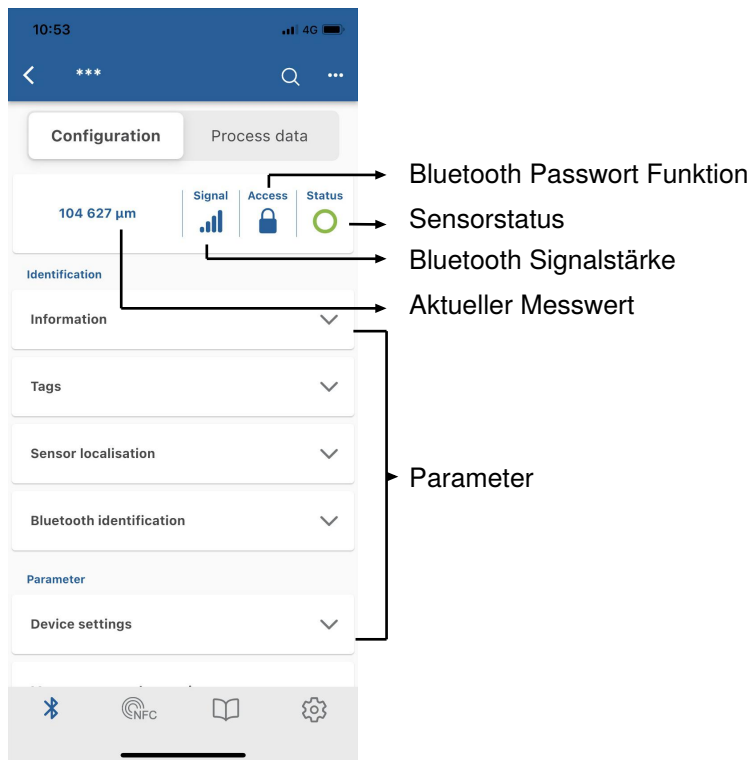 10:53
4G
***
Configuration
Process data
Bluetooth Passwort Funktion
Signal
Access
Status
104 627 µm
Sensorstatus
Bluetooth Signalstärke
Identification
Aktueller Messwert
Information
Tags
Sensor localisation
Parameter
Bluetooth identification
Parameter
Device settings
NFC